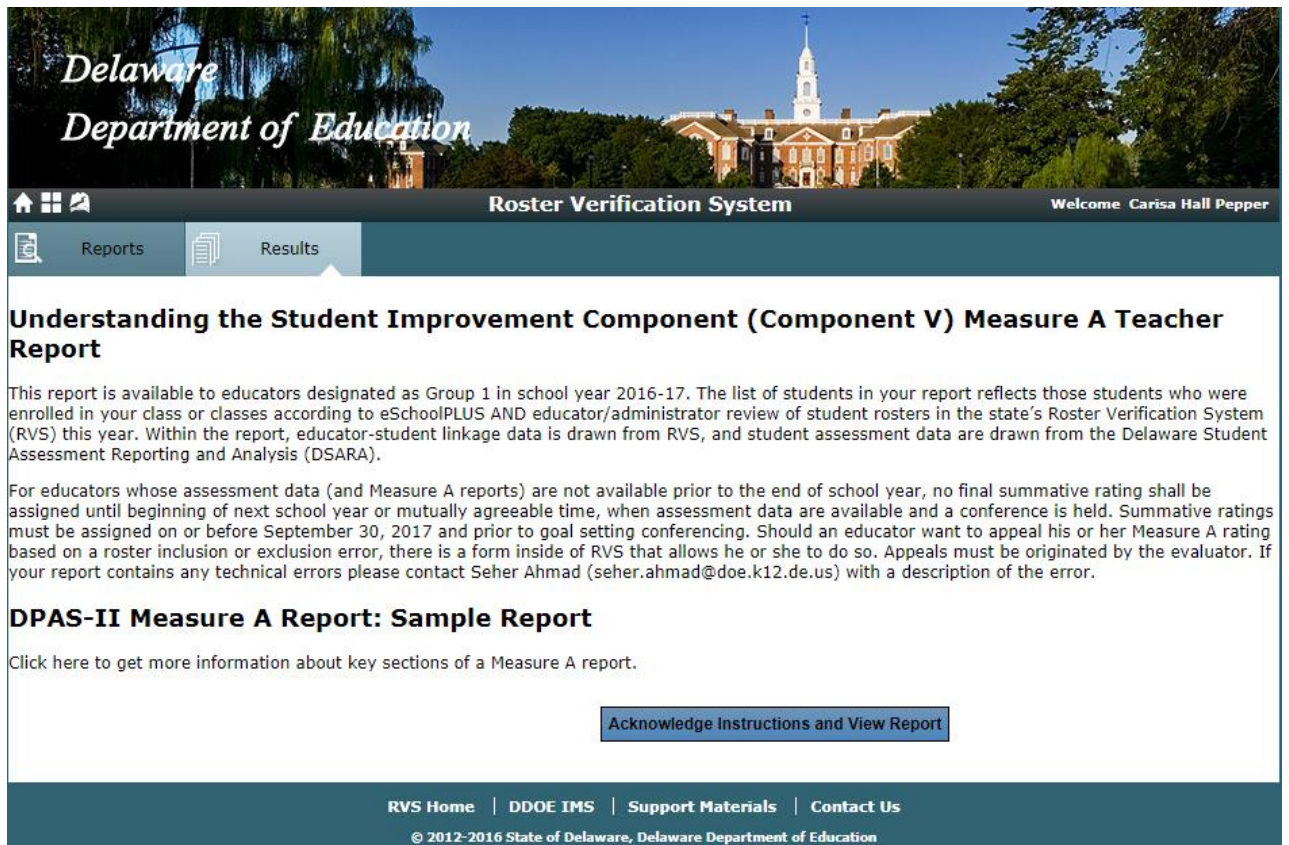 Delaware
Department of Education
Roster Verification System
Welcome Carisa Hall Pepper
Reports
Results
Understanding the Student Improvement Component (Component V) Measure A Teacher
Report
This report is available to educators designated as Group 1 in school year 2016-17. The list of students in your report reflects those students who were
enrolled in your class or classes according to eSchoolPLUS AND educator/administrator review of student rosters in the state's Roster Verification System
(RVS) this year. Within the report, educator-student linkage data is drawn from RVS, and student assessment data are drawn from the Delaware Student
Assessment Reporting and Analysis (DSARA).
For educators whose assessment data (and Measure A reports) are not available prior to the end of school year, no final summative rating shall be
assigned until beginning of next school year or mutually agreeable time, when assessment data are available and a conference is held. Summative ratings
must be assigned on or before September 30, 2017 and prior to goal setting conferencing. Should an educator want to appeal his or her Measure A rating
based on a roster inclusion or exclusion error, there is a form inside of RVS that allows he or she to do so. Appeals must be originated by the evaluator. If
your report contains any technical errors please contact Seher Ahmad (seher.ahmad@doe.k12.de.us) with a description of the error.
DPAS-II Measure A Report: Sample Report
Click here to get more information about key sections of a Measure A report.
Acknowledge Instructions and View Report
RVS Home | DDOE IMS | Support Materials | Contact Us
© 2012-2016 State of Delaware, Delaware Department of Education